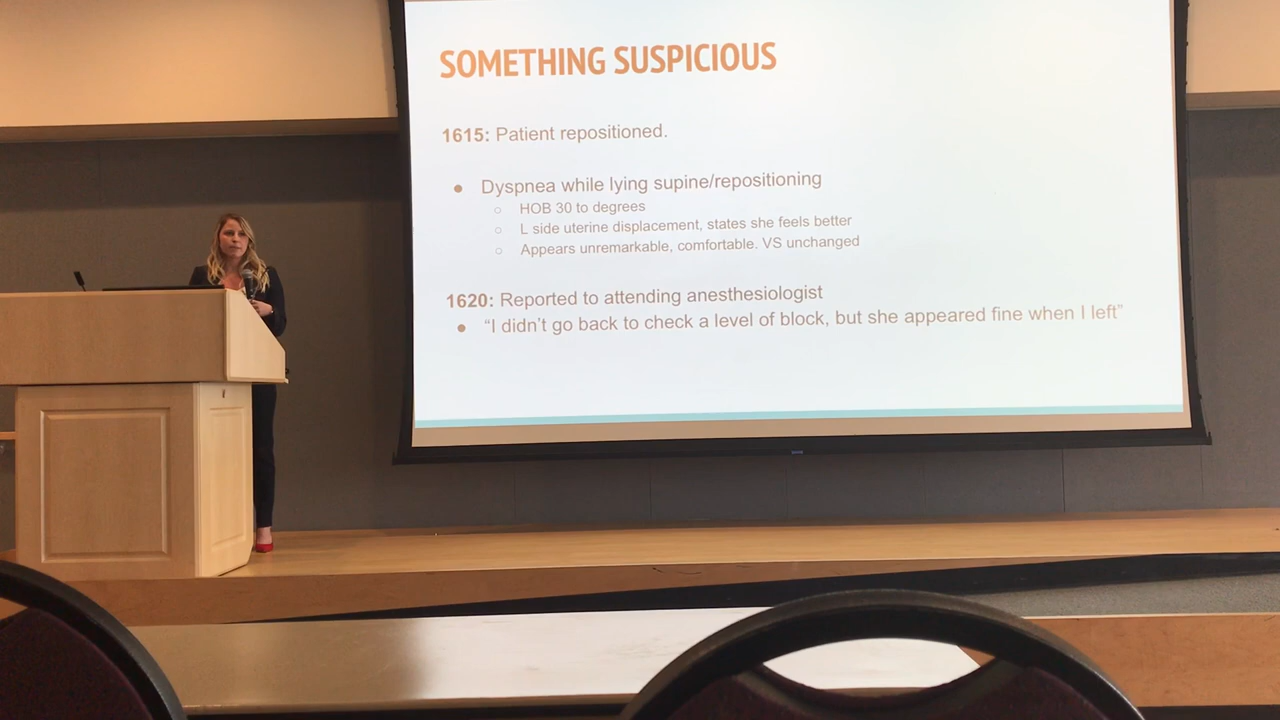 SOMETHING SUSPICIOUS
1615: Patient repositioned.
● Dyspnea while lying supine/repositioning
○ HOB 30 to degrees
○ L side uterine displacement, states she feels better
○ Appears unremarkable, comfortable. VS unchanged
1620: Reported to attending anesthesiologist
● “I didn’t go back to check a level of block, but she appeared fine when I left”